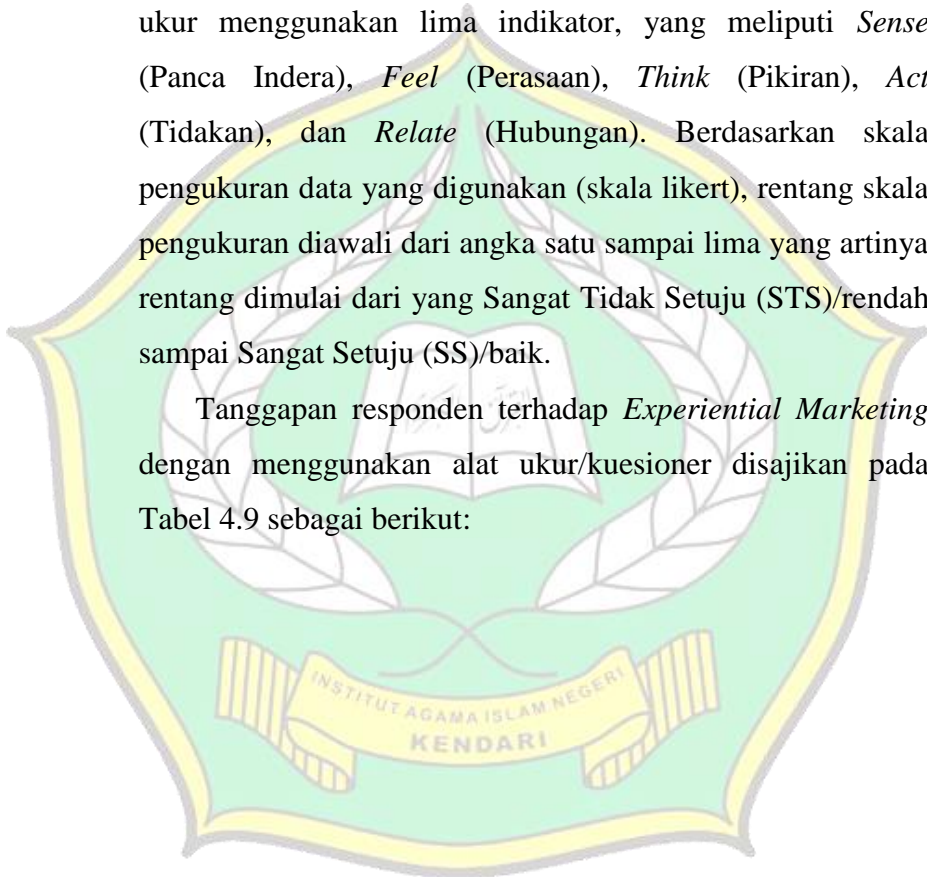 ukur menggunakan lima indikator, yang meliputi Sense
(Panca Indera), Feel (Perasaan), Think (Pikiran), Act
(Tidakan), dan Relate (Hubungan). Berdasarkan skala
pengukuran data yang digunakan (skala likert), rentang skala
pengukuran diawali dari angka satu sampai lima yang artinya
rentang dimulai dari yang Sangat Tidak Setuju (STS)/rendah
sampai Sangat Setuju (SS)/baik.
Tanggapan responden terhadap Experiential Marketing
dengan menggunakan alat ukur/kuesioner disajikan pada
Tabel 4.9 sebagai berikut:
INSTITUT AGAMA ISLAM NEGERI
KENDARI